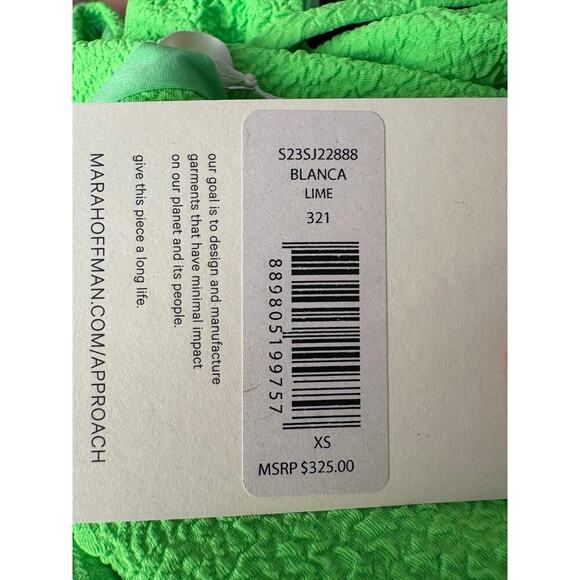 S23SJ22888
BLANCA
LIME
321
889805199757
XS
MSRP $325.00
our goal is to design and manufacture
garments that have minimal impact
on our planet and its people.
give this piece a long life.
MARAHOFFMAN.COM/APPROACH